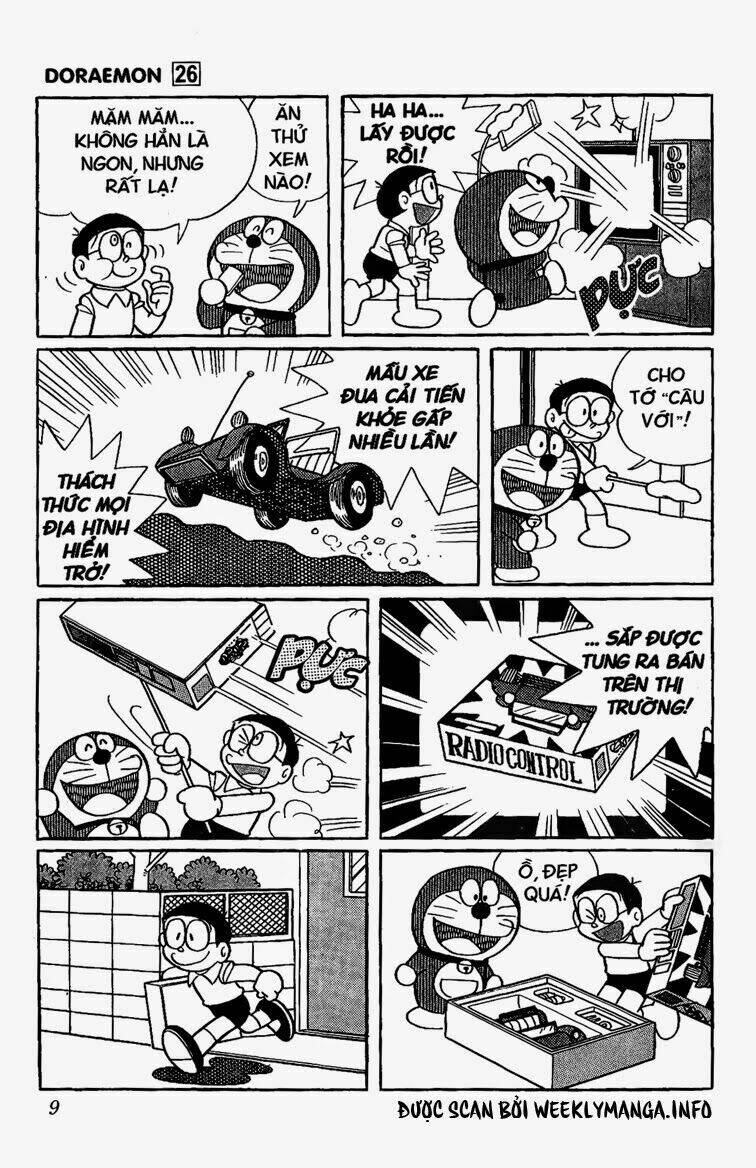 DORAEMON 26
HA HA...
LẤY ĐƯỢC
RỒI!
PỰC
ĂN
THỬ
XEM
NÀO!
MĂM MĂM...
KHÔNG HẲN LÀ
NGON, NHƯNG
RẤT LẠ!
CHO
TỚ “CÂU
VỚI”!
MẪU XE
ĐUA CẢI TIẾN
KHỎE GẤP
NHIỀU LẦN!
THÁCH
THỨC MỌI
ĐỊA HÌNH
HIỂM
TRỞ!
... SẮP ĐƯỢC
TUNG RA BÁN
TRÊN THỊ
TRƯỜNG!
RADIO CONTROL
PỰC
Ồ, ĐẸP
QUÁ!
9
ĐƯỢC SCAN BỞI WEEKLYMANGA.INFO